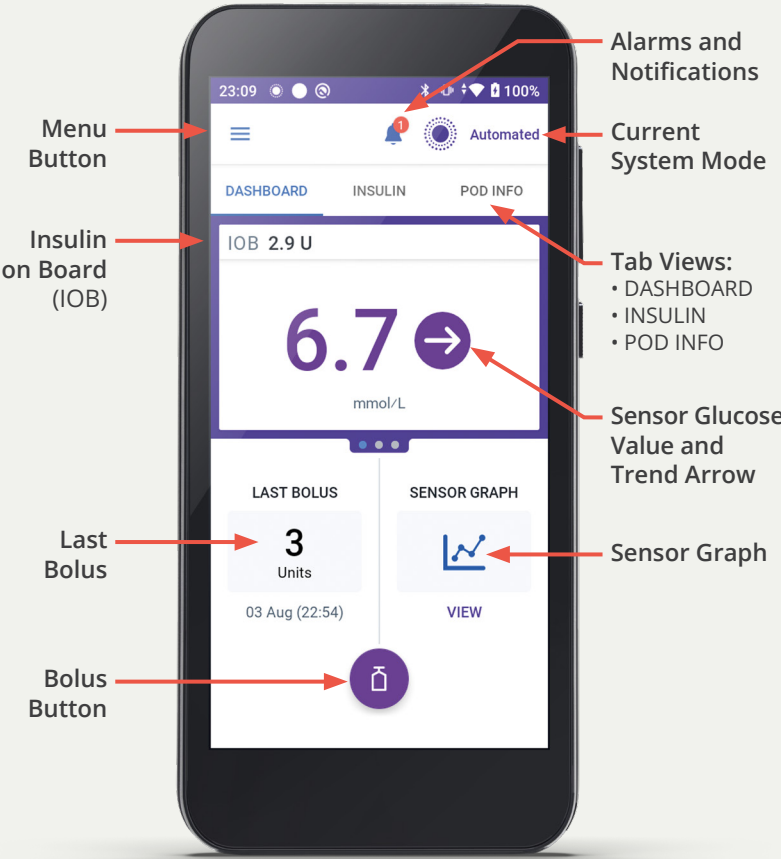 Alarms and
Notifications
Menu
Button
Current
System Mode
Insulin
on Board
(IOB)
Tab Views:
• DASHBOARD
• INSULIN
• POD INFO
Sensor Glucose
Value and
Trend Arrow
Last
Bolus
Sensor Graph
Bolus
Button
23:09
100%
1
Automated
DASHBOARD INSULIN POD INFO
IOB 2.9 U
6.7
mmol/L
LAST BOLUS
3
Units
03 Aug (22:54)
SENSOR GRAPH
VIEW